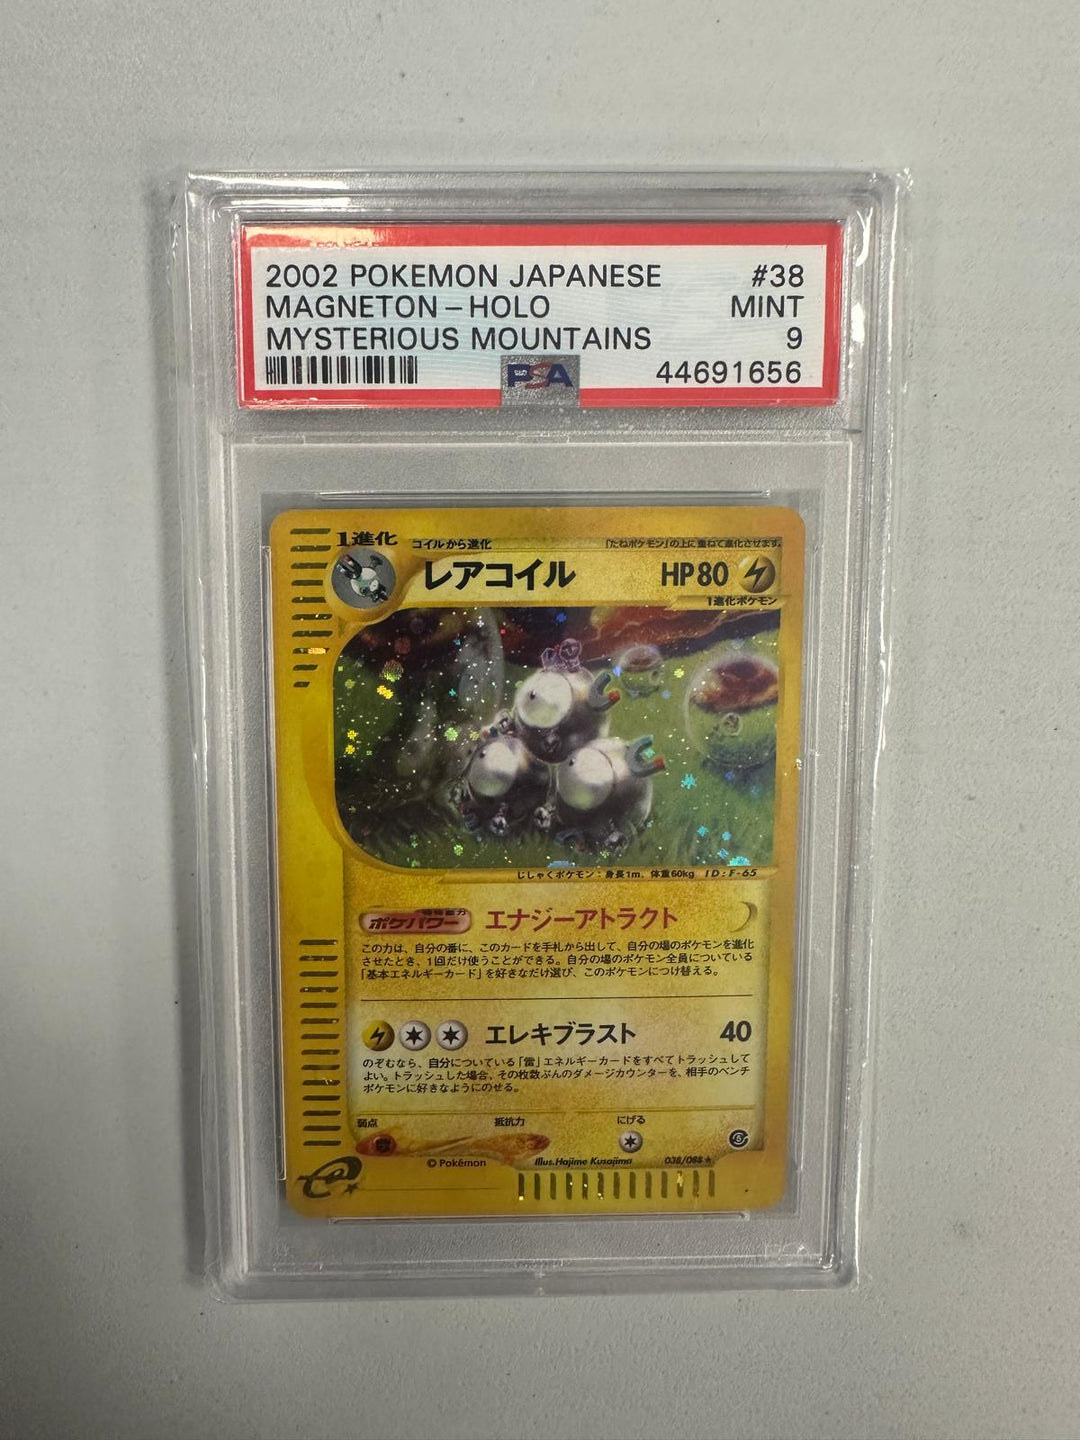 2002 POKEMON JAPANESE #38
MAGNETON-HOLO MINT
MYSTERIOUS MOUNTAINS 9
PSA 44691656
1進化 コイルから進化 「たねポケモン」の上に重ねて進化させます。
レアコイル HP80
1進化ポケモン
じしゃくポケモン：身長1m、体重60kg ID:F-65
ポケパワー 特殊能力 エナジーアトラクト
この力は、自分の番に、このカードを手札から出して、自分の場のポケモンを進化
させたとき、1回だけ使うことができる。自分の場のポケモン全員についている
「基本エネルギーカード」を好きなだけ選び、このポケモンにつけ替える。
エレキブラスト 40
のぞむなら、自分についている「雷」エネルギーカードをすべてトラッシュして
よい。トラッシュした場合、その枚数ぶんのダメージカウンターを、相手のベンチ
ポケモンに好きなようにのせる。
弱点 抵抗力 にげる
© Pokémon Illus.Hajime Kusajima 038/088★